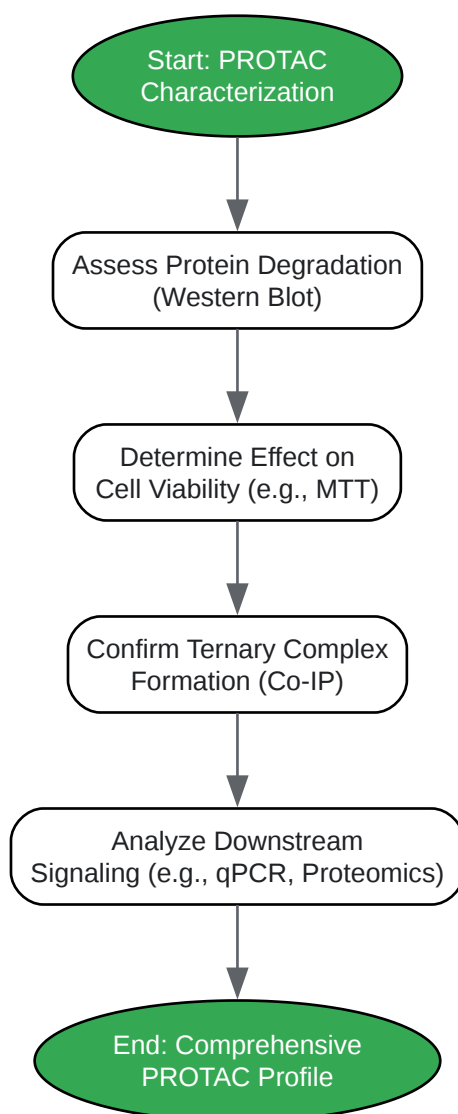 Start: PROTAC
Characterization
Assess Protein Degradation
(Western Blot)
Determine Effect on
Cell Viability (e.g., MTT)
Confirm Ternary Complex
Formation (Co-IP)
Analyze Downstream
Signaling (e.g., qPCR, Proteomics)
End: Comprehensive
PROTAC Profile